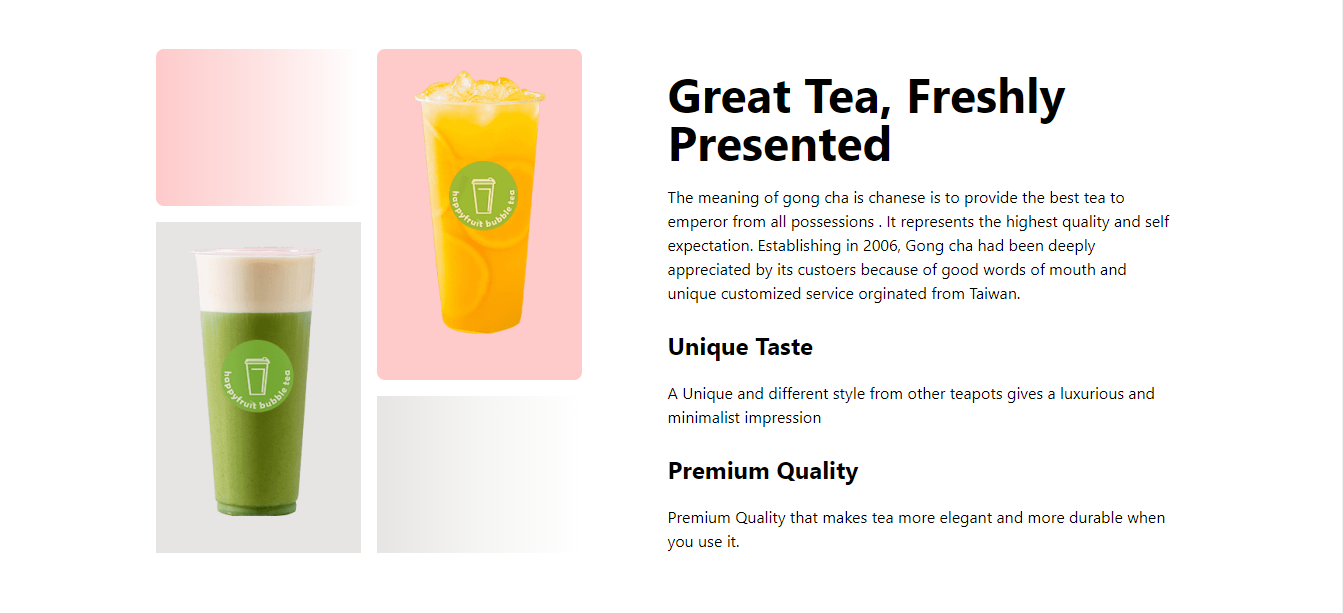 Great Tea, Freshly
Presented
The meaning of gong cha is chanese is to provide the best tea to
emperor from all possessions . It represents the highest quality and self
expectation. Establishing in 2006, Gong cha had been deeply
appreciated by its custoers because of good words of mouth and
unique customized service orginated from Taiwan.
Unique Taste
A Unique and different style from other teapots gives a luxurious and
minimalist impression
Premium Quality
Premium Quality that makes tea more elegant and more durable when
you use it.
happyfruit bubble tea
happyfruit bubble tea